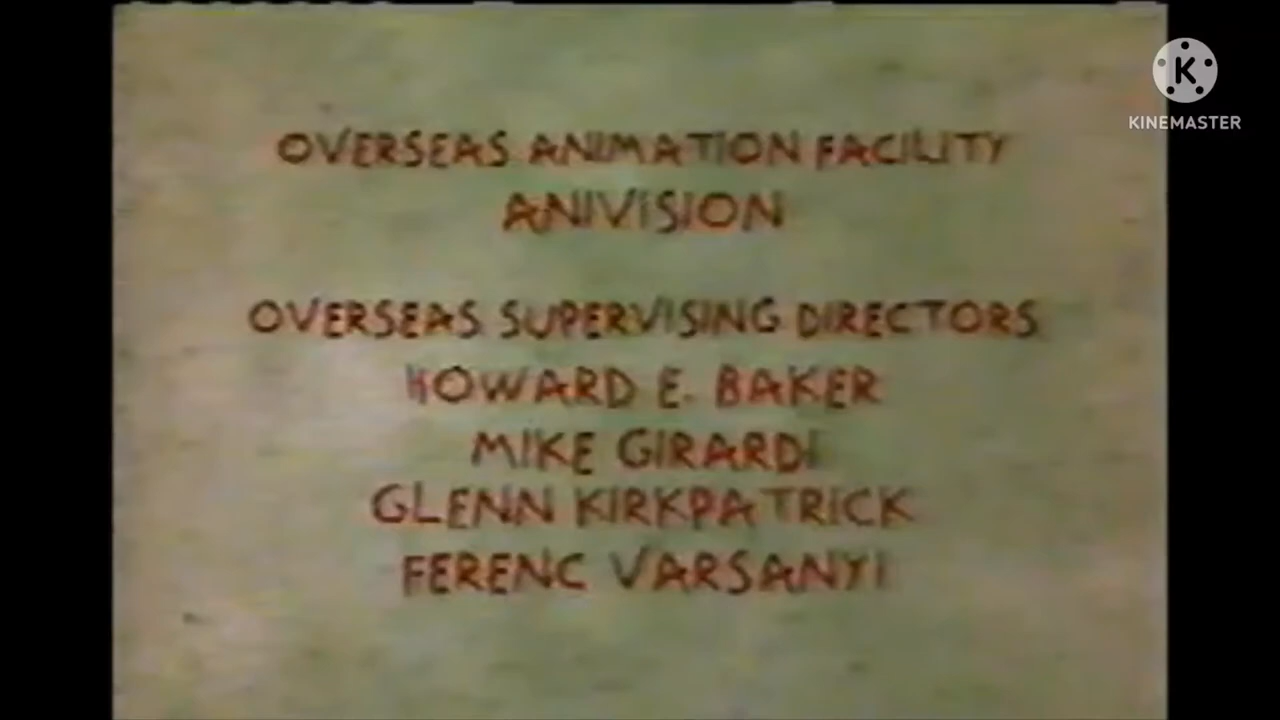 KINEMASTER
OVERSEAS ANIMATION FACILITY
ANIVISION
OVERSEAS SUPERVISING DIRECTORS
HOWARD E. BAKER
MIKE GIRARDI
GLENN KIRKPATRICK
FERENC VARSANYI